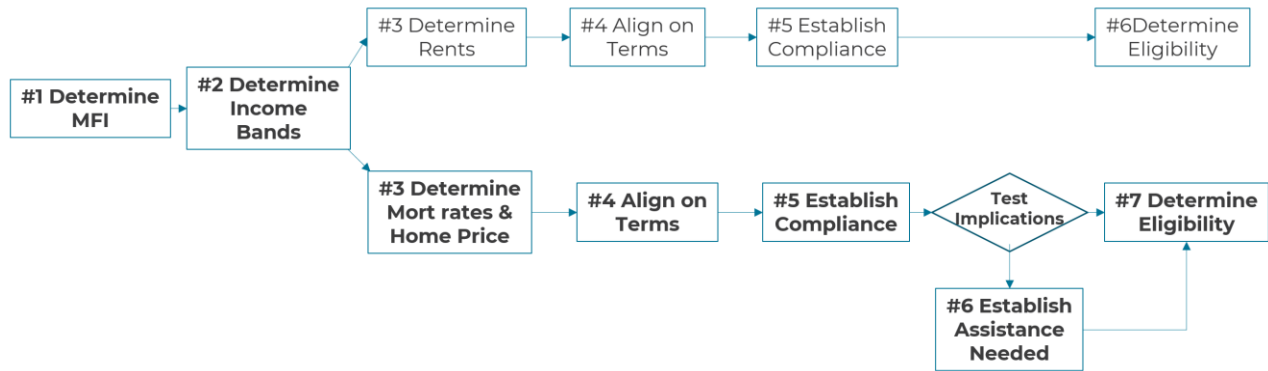 #3 Determine
Rents
#4 Align on
Terms
#5 Establish
Compliance
#6Determine
Eligibility
#1 Determine
MFI
#2 Determine
Income
Bands
#3 Determine
Mort rates &
Home Price
#4 Align on
Terms
#5 Establish
Compliance
Test
Implications
#7 Determine
Eligibility
#6 Establish
Assistance
Needed